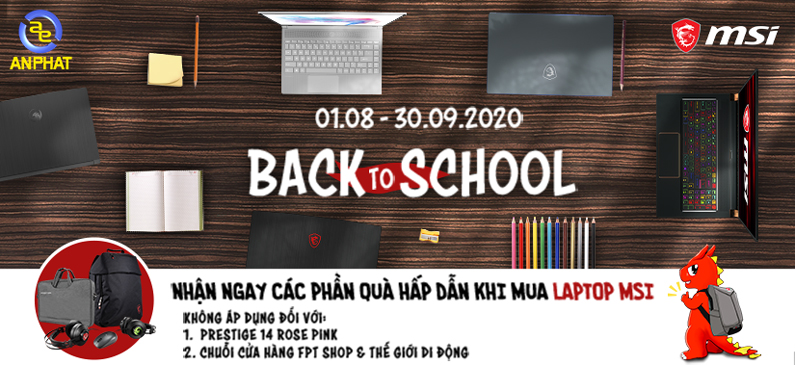 ANPHAT
msi
01.08 - 30.09.2020
BACK TO SCHOOL
msi
NHẬN NGAY CÁC PHẦN QUÀ HẤP DẪN KHI MUA LAPTOP MSI
KHÔNG ÁP DỤNG ĐỐI VỚI:
1. PRESTIGE 14 ROSE PINK
2. CHUỖI CỬA HÀNG FPT SHOP & THẾ GIỚI DI ĐỘNG